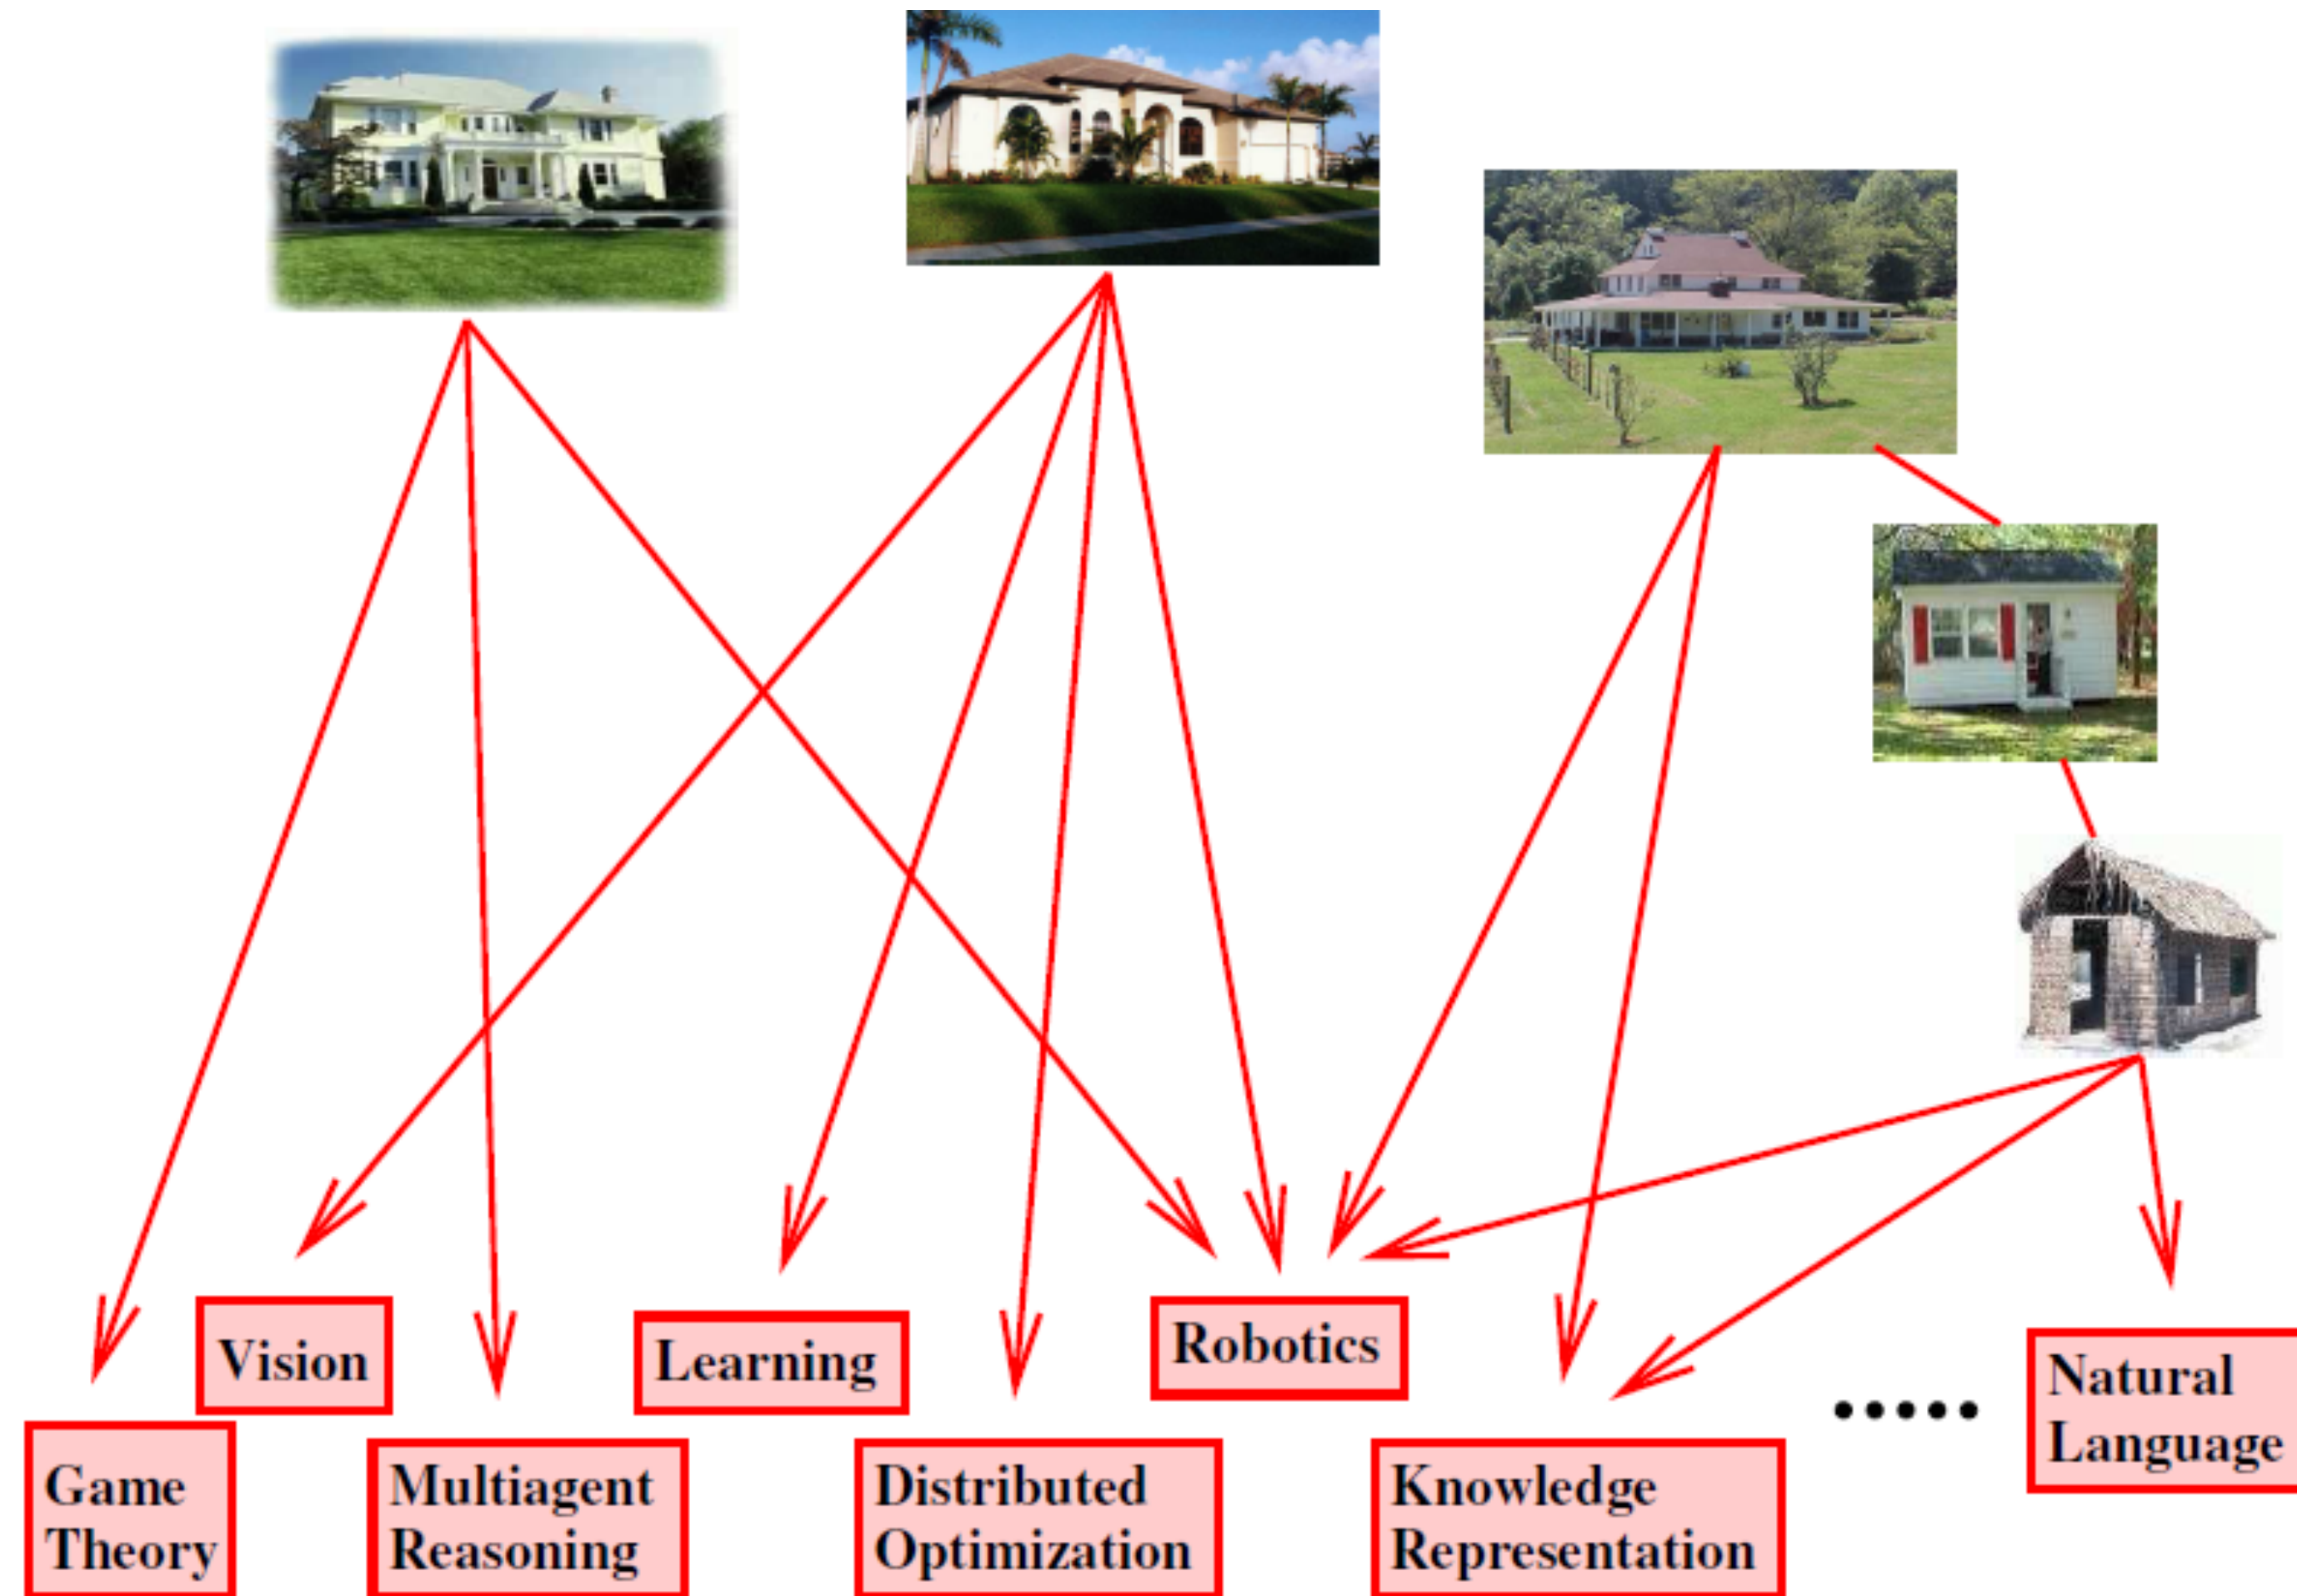 Vision
Learning
Robotics
Natural
Language
Game
Theory
Multiagent
Reasoning
Distributed
Optimization
Knowledge
Representation